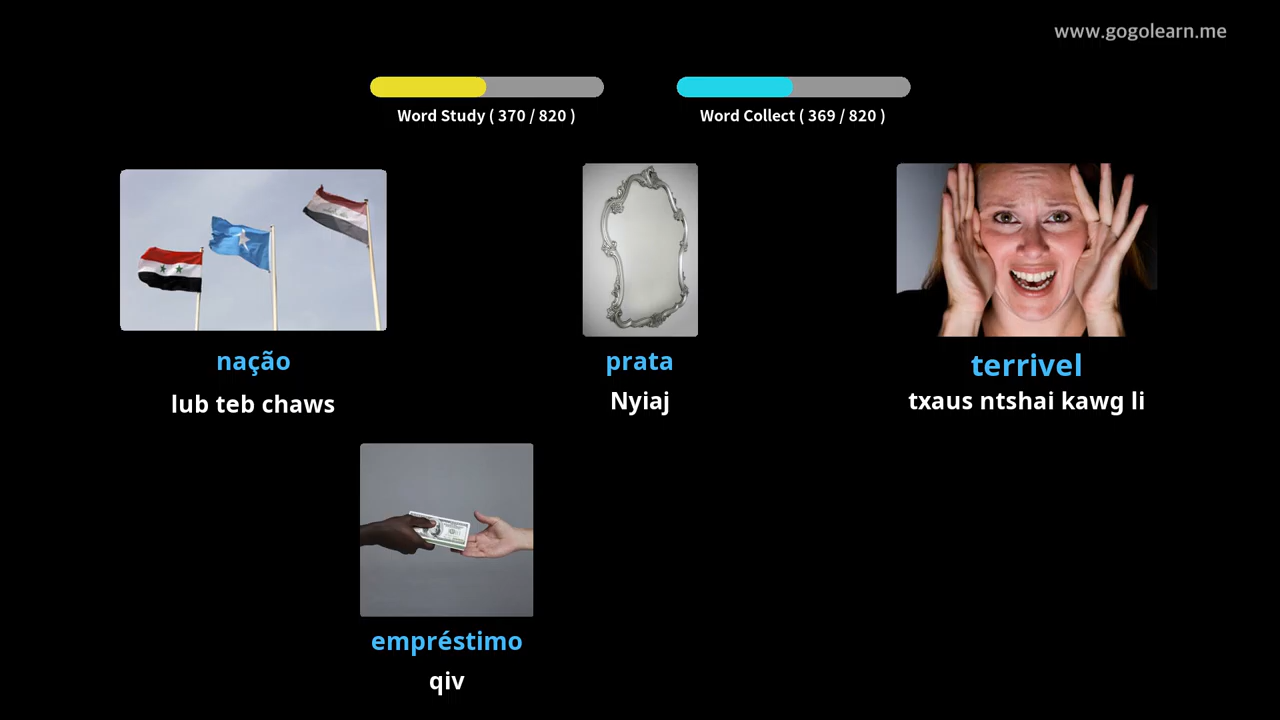 www.gogolearn.me
Word Study ( 370 / 820 )
Word Collect ( 369 / 820 )
nação
lub teb chaws
prata
Nyiaj
terrivel
txaus ntshai kawg li
empréstimo
qiv